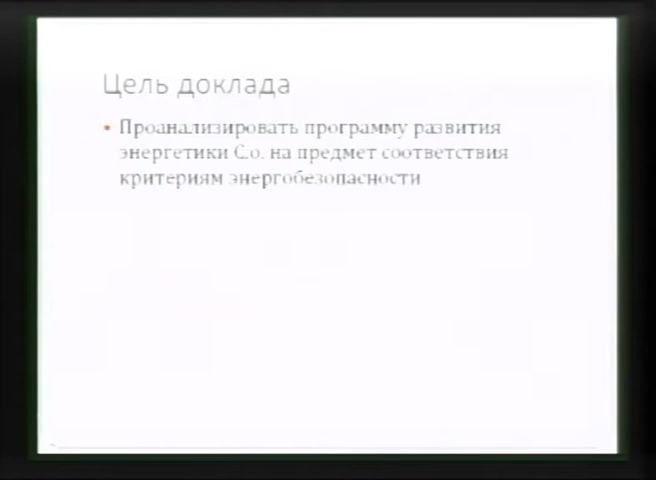 Цель доклада
• Проанализировать программу развития
энергетики С.о. на предмет соответствия
критериям энергобезопасности